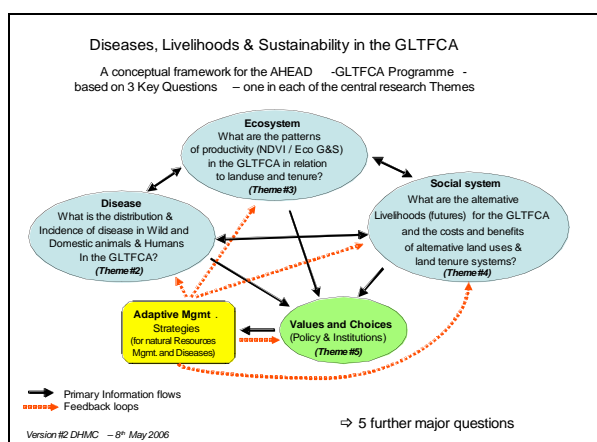 Diseases, Livelihoods & Sustainability in the GLTFCA
A conceptual framework for the AHEAD -GLTFCA Programme -
based on 3 Key Questions – one in each of the central research Themes
Ecosystem
What are the patterns
of productivity (NDVI / Eco G&S)
in the GLTFCA in relation
to landuse and tenure?
(Theme#3)
Disease
What is the distribution &
Incidence of disease in Wild and
Domestic animals & Humans
In the GLTFCA?
(Theme#2)
Social system
What are the alternative
Livelihoods (futures) for the GLTFCA
and the costs and benefits
of alternative land uses &
land tenure systems?
(Theme#4)
Adaptive Mgmt .
Strategies
(for natural Resources
Mgmt. and Diseases)
Values and Choices
(Policy & Institutions)
(Theme#5)
Primary Information flows
Feedback loops
⇨ 5 further major questions
Version#2 DHMC – 8th May 2006